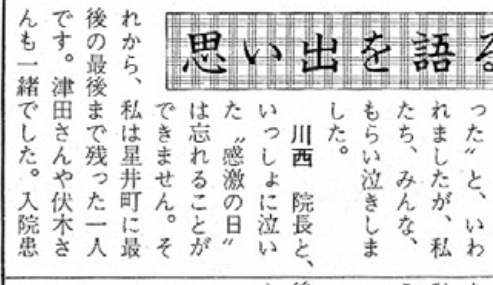 思い出を語る
った〃と、いわ
れましたが、私
たち、みんな、
もらい泣きしま
した。
川西　院長と、
いっしょに泣い
た〃感激の日〃
は忘れることが
できません。そ
れから、私は星井町に最
後の最後まで残った一人
です。津田さんや伏木さ
んも一緒でした。入院患